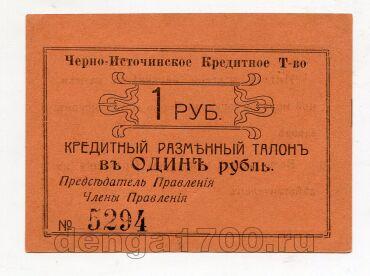 Черно-Источинское Кредитное Т-во
1 РУБ.
КРЕДИТНЫЙ РАЗМѢННЫЙ ТАЛОНЪ
въ ОДИНЪ рубль.
Предсѣдатель Правленія
Члены Правленія
№ 5294
denga1700.ru